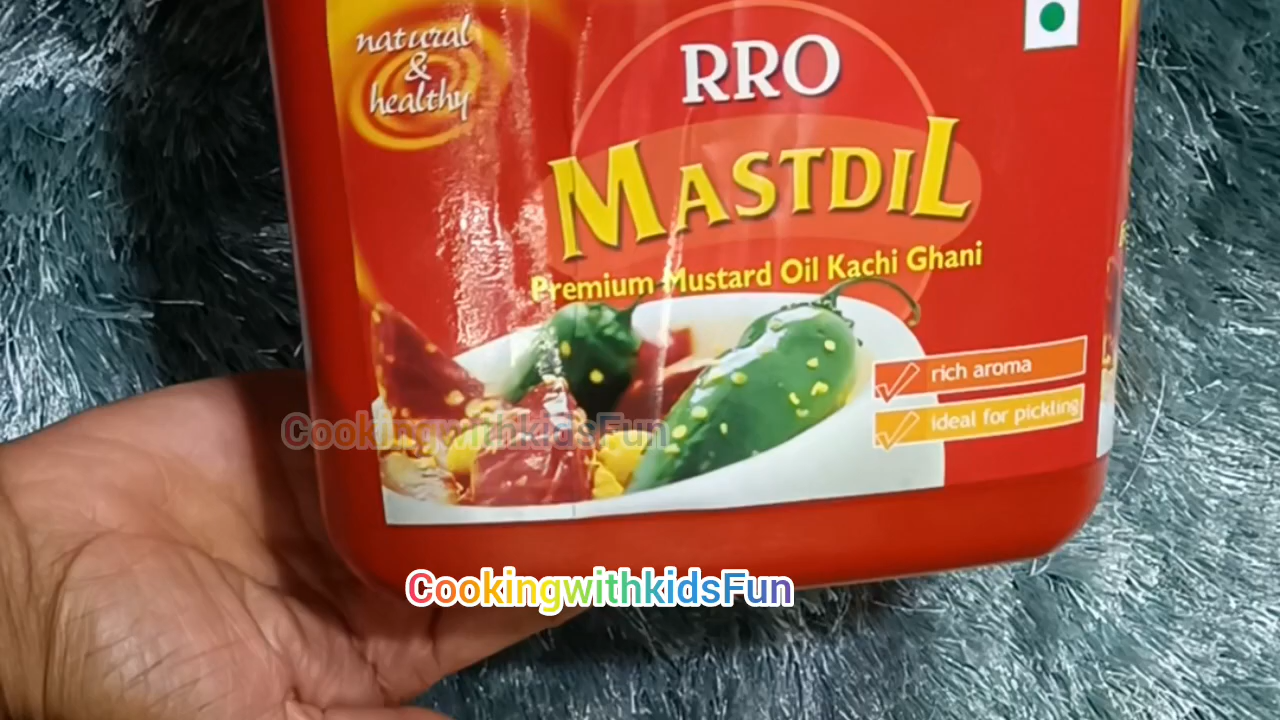 natural
&
healthy
RRO
MASTDIL
Premium Mustard Oil Kachi Ghani
rich aroma
ideal for pickling
CookingwithkidsFun
CookingwithkidsFun